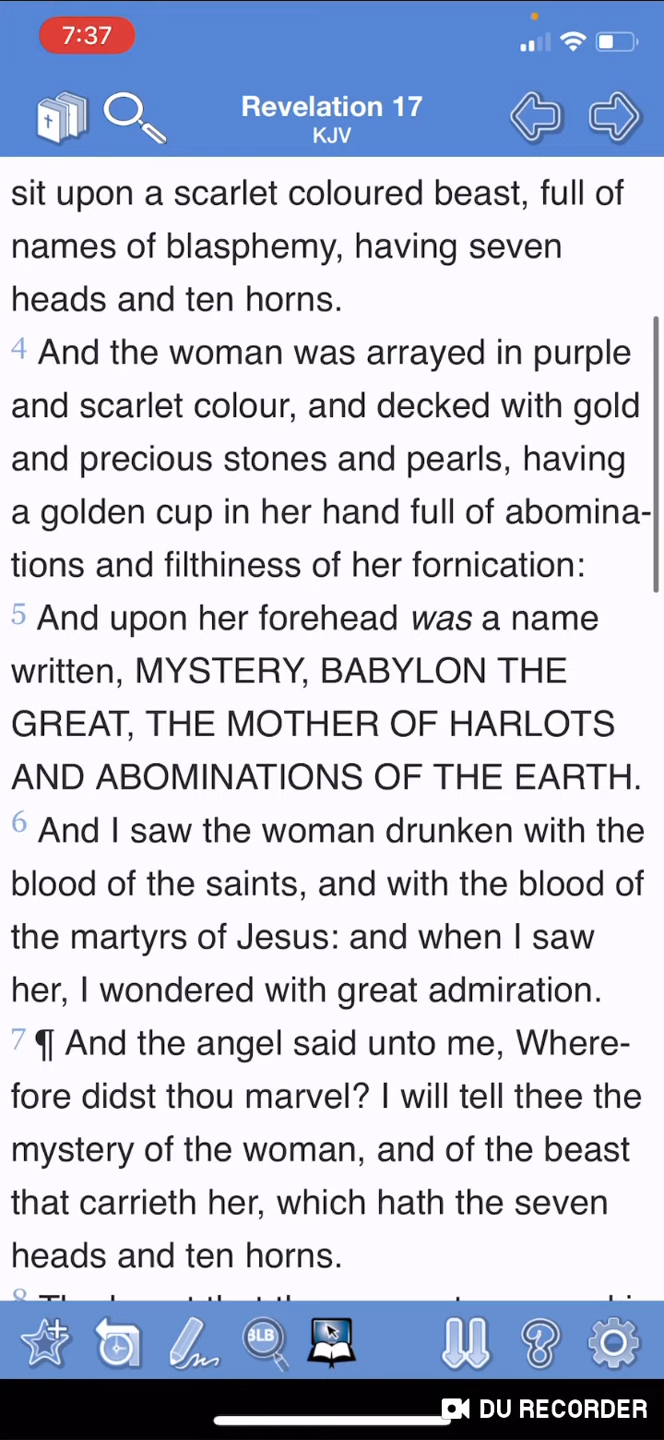 7:37
Revelation 17
KJV
sit upon a scarlet coloured beast, full of
names of blasphemy, having seven
heads and ten horns.
4 And the woman was arrayed in purple
and scarlet colour, and decked with gold
and precious stones and pearls, having
a golden cup in her hand full of abomina-
tions and filthiness of her fornication:
5 And upon her forehead was a name
written, MYSTERY, BABYLON THE
GREAT, THE MOTHER OF HARLOTS
AND ABOMINATIONS OF THE EARTH.
6 And I saw the woman drunken with the
blood of the saints, and with the blood of
the martyrs of Jesus: and when I saw
her, I wondered with great admiration.
7 ¶ And the angel said unto me, Where-
fore didst thou marvel? I will tell thee the
mystery of the woman, and of the beast
that carrieth her, which hath the seven
heads and ten horns.
8
BLB
DU RECORDER